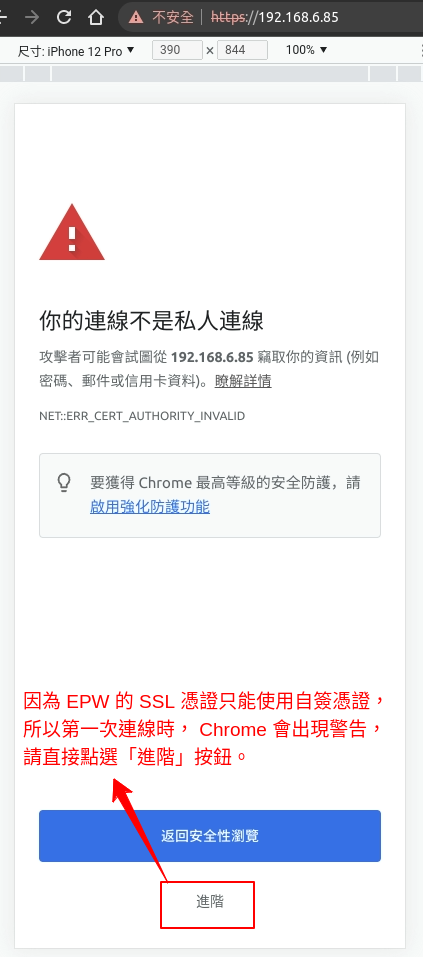 不安全 https://192.168.6.85
尺寸: iPhone 12 Pro 390 × 844 100%
你的連線不是私人連線
攻擊者可能會試圖從 192.168.6.85 竊取你的資訊 (例如
密碼、郵件或信用卡資料)。瞭解詳情
NET::ERR_CERT_AUTHORITY_INVALID
要獲得 Chrome 最高等級的安全防護，請
啟用強化防護功能
因為 EPW 的 SSL 憑證只能使用自簽憑證，
所以第一次連線時， Chrome 會出現警告，
請直接點選「進階」按鈕。
返回安全性瀏覽
進階